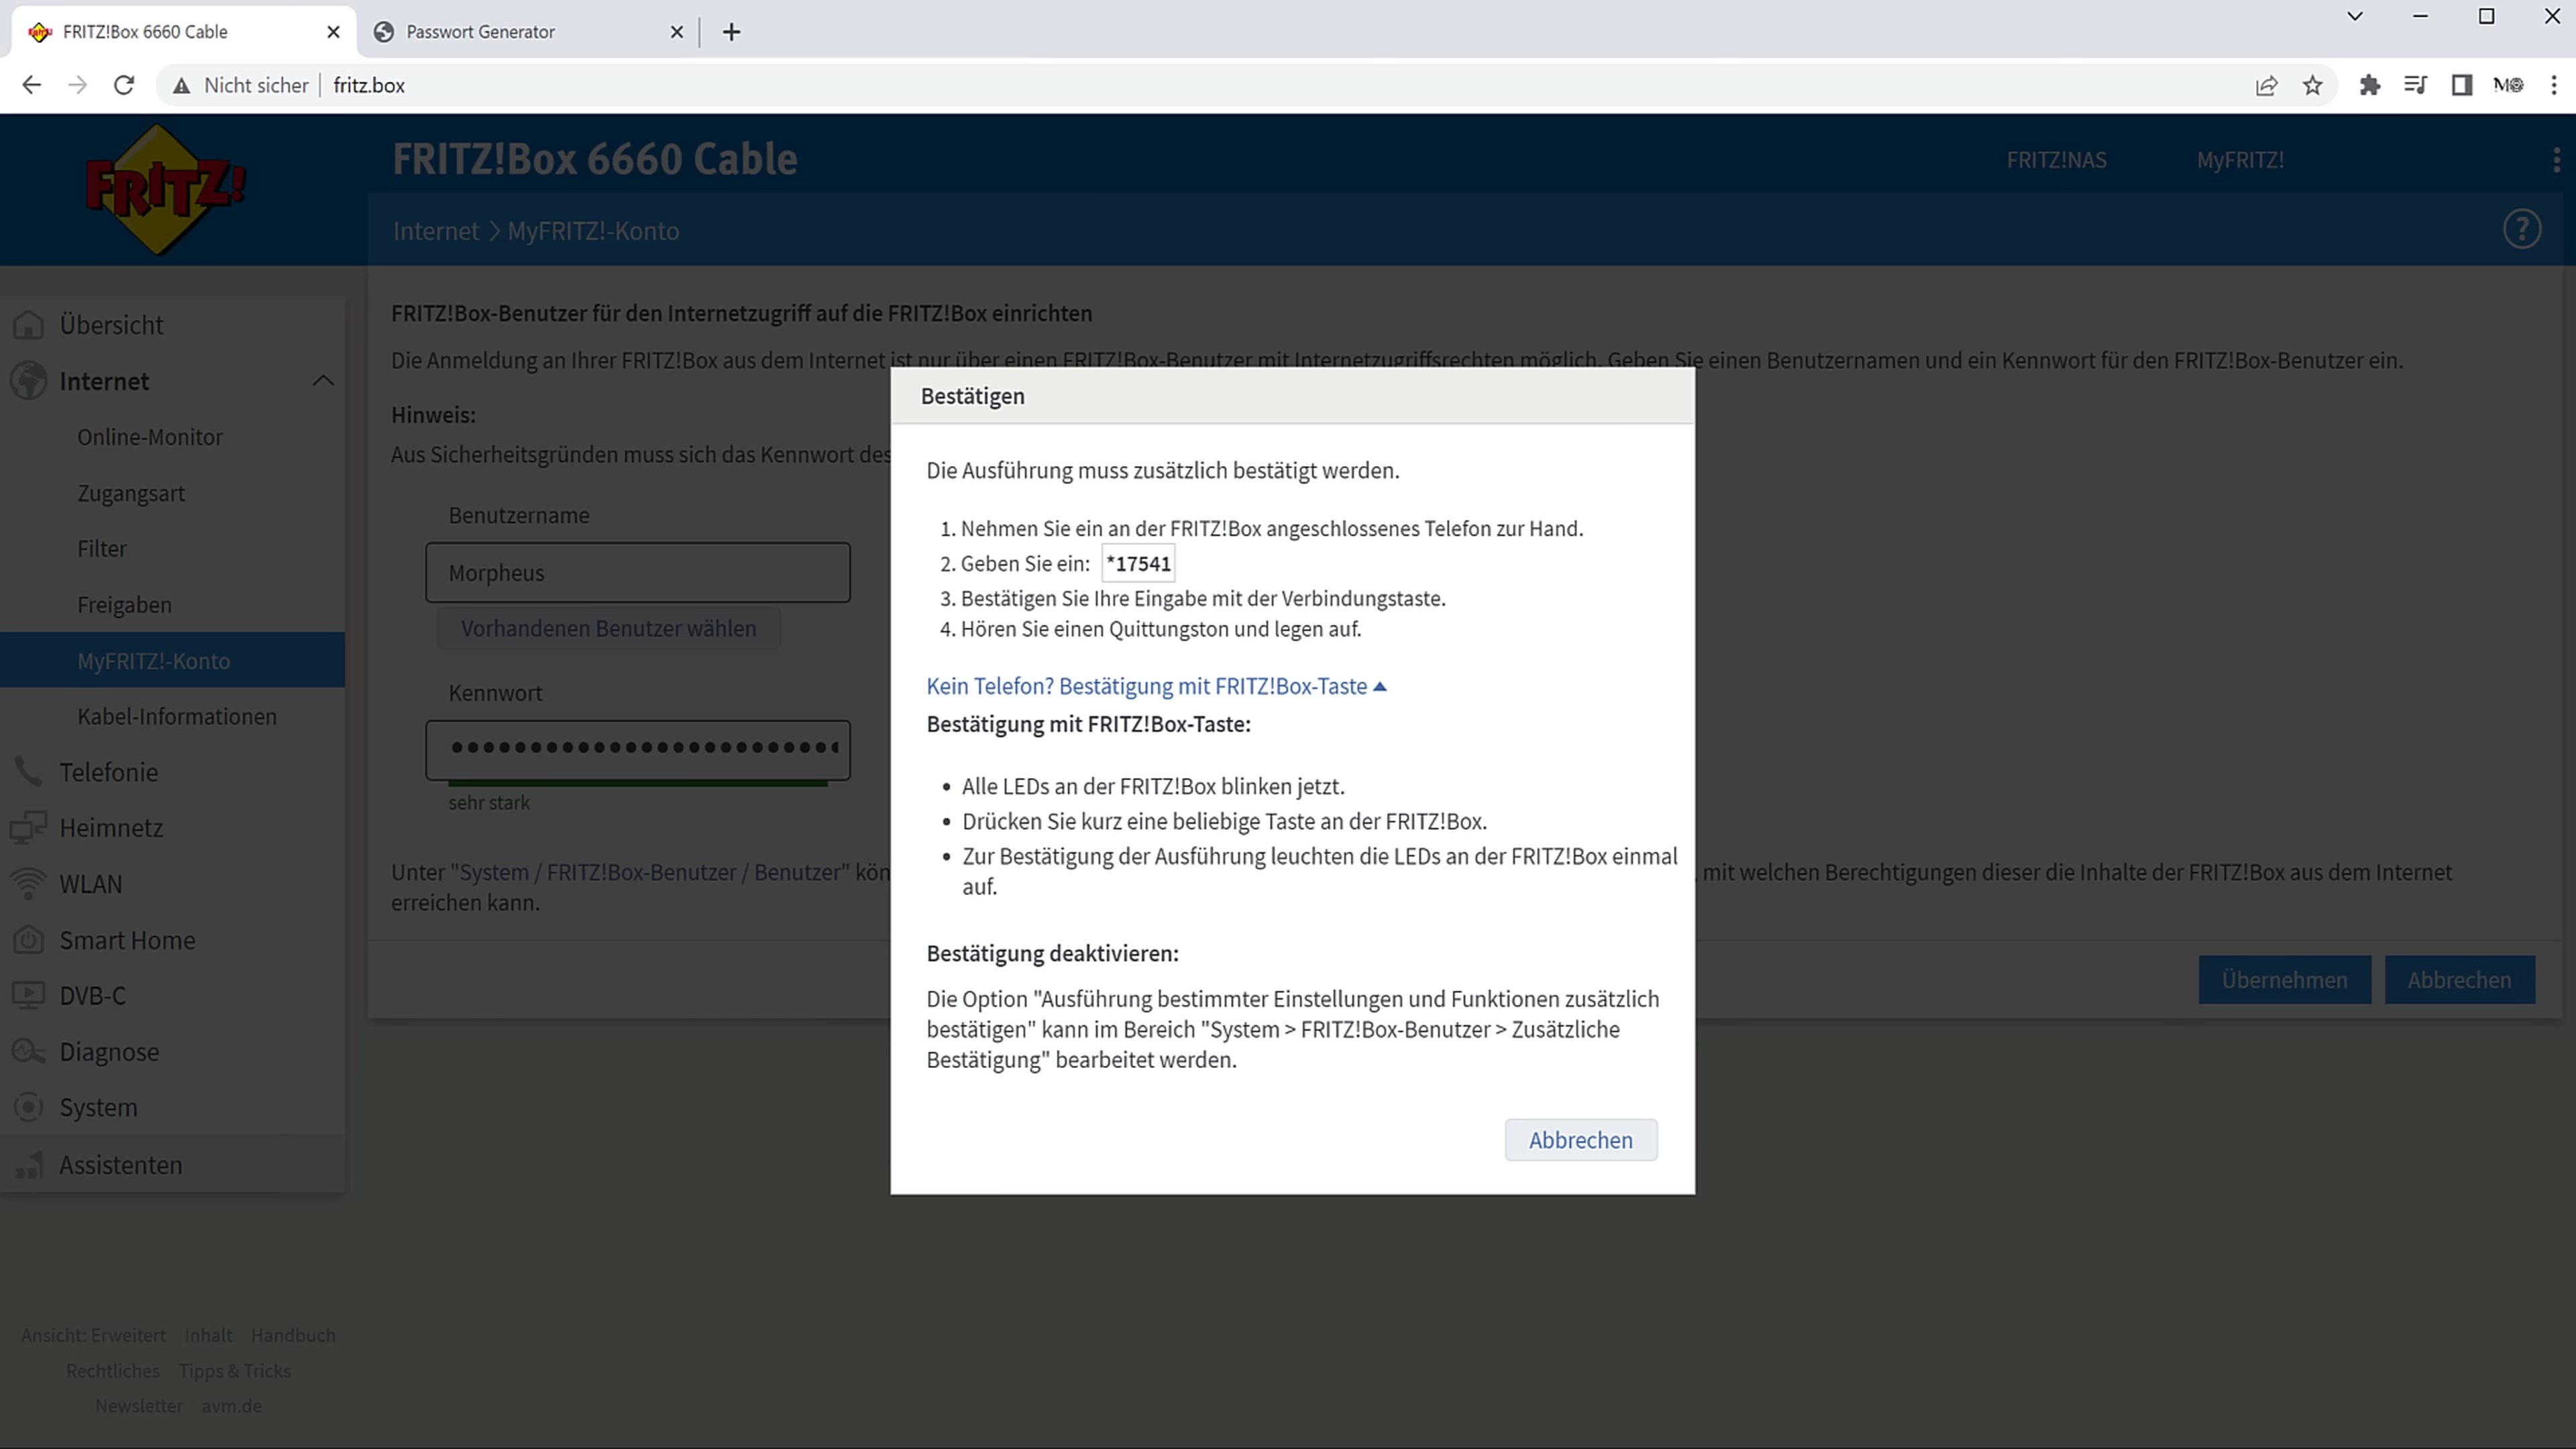 FRITZ!Box 6660 Cable
Passwort Generator
Nicht sicher
fritz.box
FRITZ!
FRITZ!Box 6660 Cable
FRITZ!NAS
MyFRITZ!
Internet
MyFRITZ!-Konto
Übersicht
Internet
Online-Monitor
Zugangsart
Filter
Freigaben
MyFRITZ!-Konto
Kabel-Informationen
Telefonie
Heimnetz
WLAN
Smart Home
DVB-C
Diagnose
System
Assistenten
Ansicht: Erweitert Inhalt Handbuch
Rechtliches Tipps & Tricks
Newsletter avm.de
FRITZ!Box-Benutzer für den Internetzugriff auf die FRITZ!Box einrichten
Die Anmeldung an Ihrer FRITZ!Box aus dem Internet ist nur über einen FRITZ!Box-Benutzer mit Internetzugriffsrechten möglich. Geben Sie einen Benutzernamen und ein Kennwort für den FRITZ!Box-Benutzer ein.
Hinweis:
Aus Sicherheitsgründen muss sich das Kennwort des
Benutzername
Morpheus
Vorhandenen Benutzer wählen
Kennwort
sehr stark
Unter "System / FRITZ!Box-Benutzer / Benutzer" kön
, mit welchen Berechtigungen dieser die Inhalte der FRITZ!Box aus dem Internet
erreichen kann.
Übernehmen
Abbrechen
Bestätigen
Die Ausführung muss zusätzlich bestätigt werden.
1. Nehmen Sie ein an der FRITZ!Box angeschlossenes Telefon zur Hand.
2. Geben Sie ein: *17541
3. Bestätigen Sie Ihre Eingabe mit der Verbindungstaste.
4. Hören Sie einen Quittungston und legen auf.
Kein Telefon? Bestätigung mit FRITZ!Box-Taste
Bestätigung mit FRITZ!Box-Taste:
• Alle LEDs an der FRITZ!Box blinken jetzt.
• Drücken Sie kurz eine beliebige Taste an der FRITZ!Box.
• Zur Bestätigung der Ausführung leuchten die LEDs an der FRITZ!Box einmal
auf.
Bestätigung deaktivieren:
Die Option "Ausführung bestimmter Einstellungen und Funktionen zusätzlich
bestätigen" kann im Bereich "System > FRITZ!Box-Benutzer > Zusätzliche
Bestätigung" bearbeitet werden.
Abbrechen